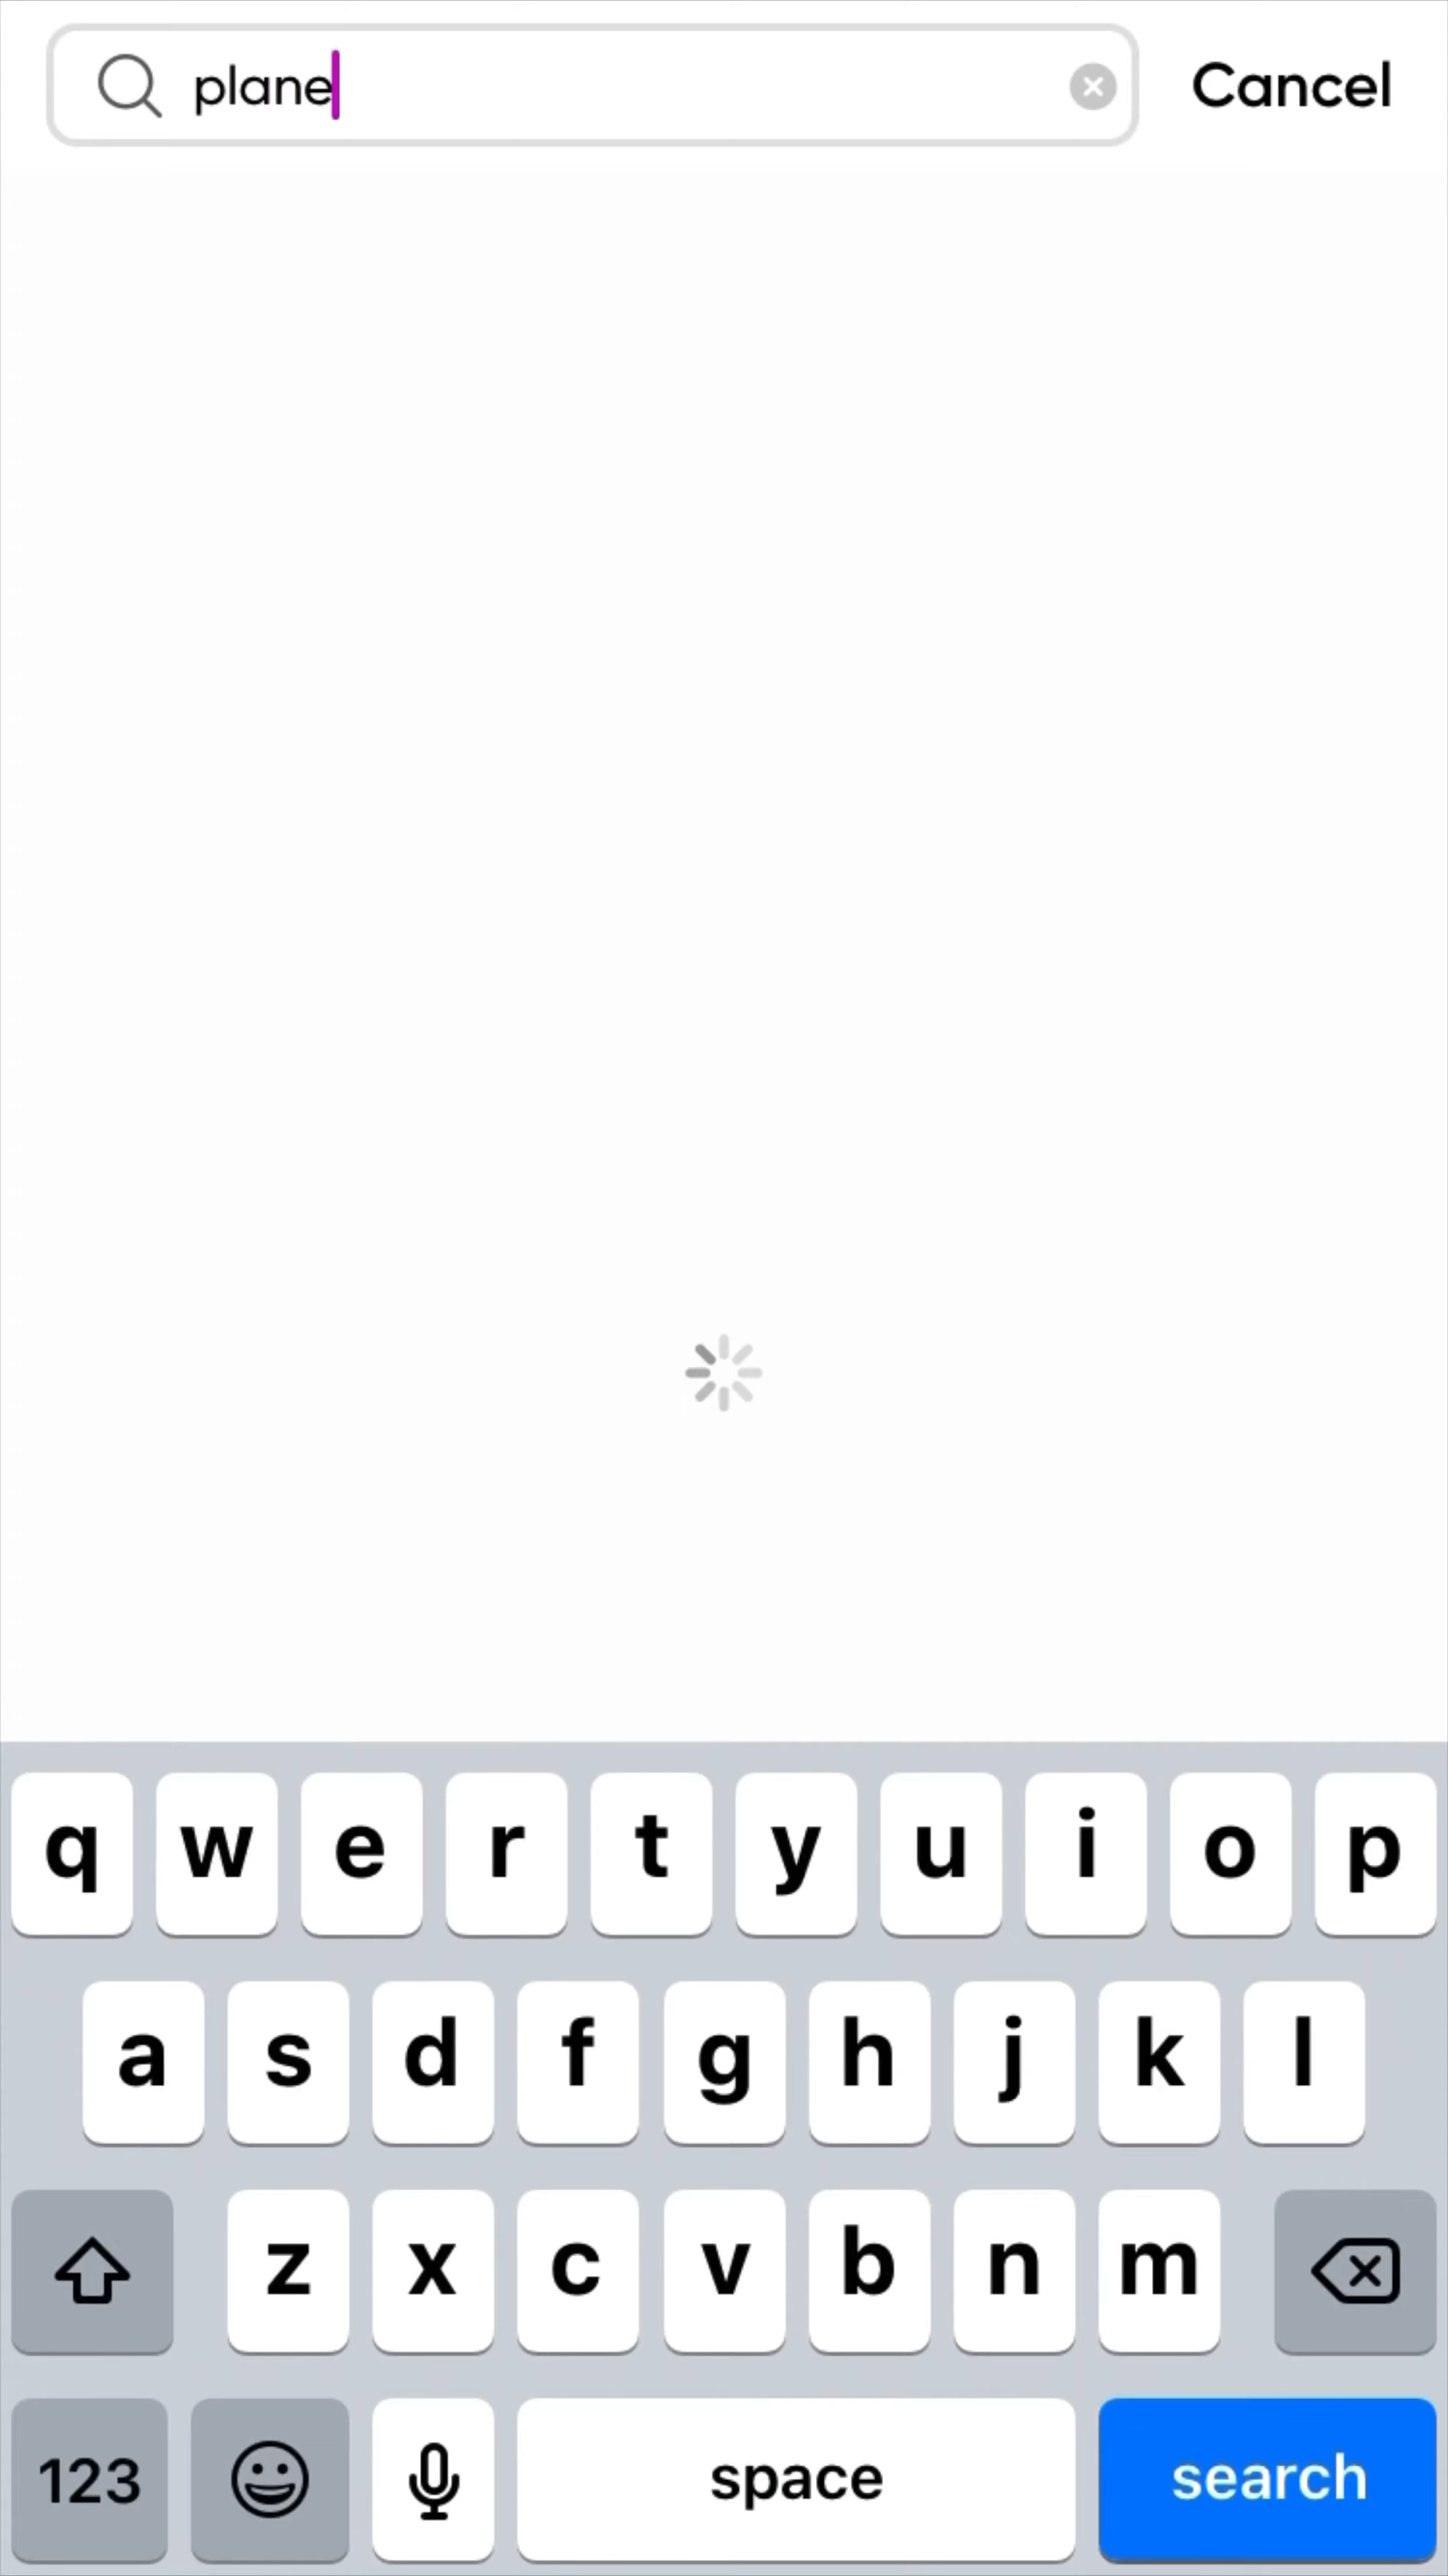 plane
Cancel
q w e r t y u i o p
a s d f g h j k l
z x c v b n m
123 space search